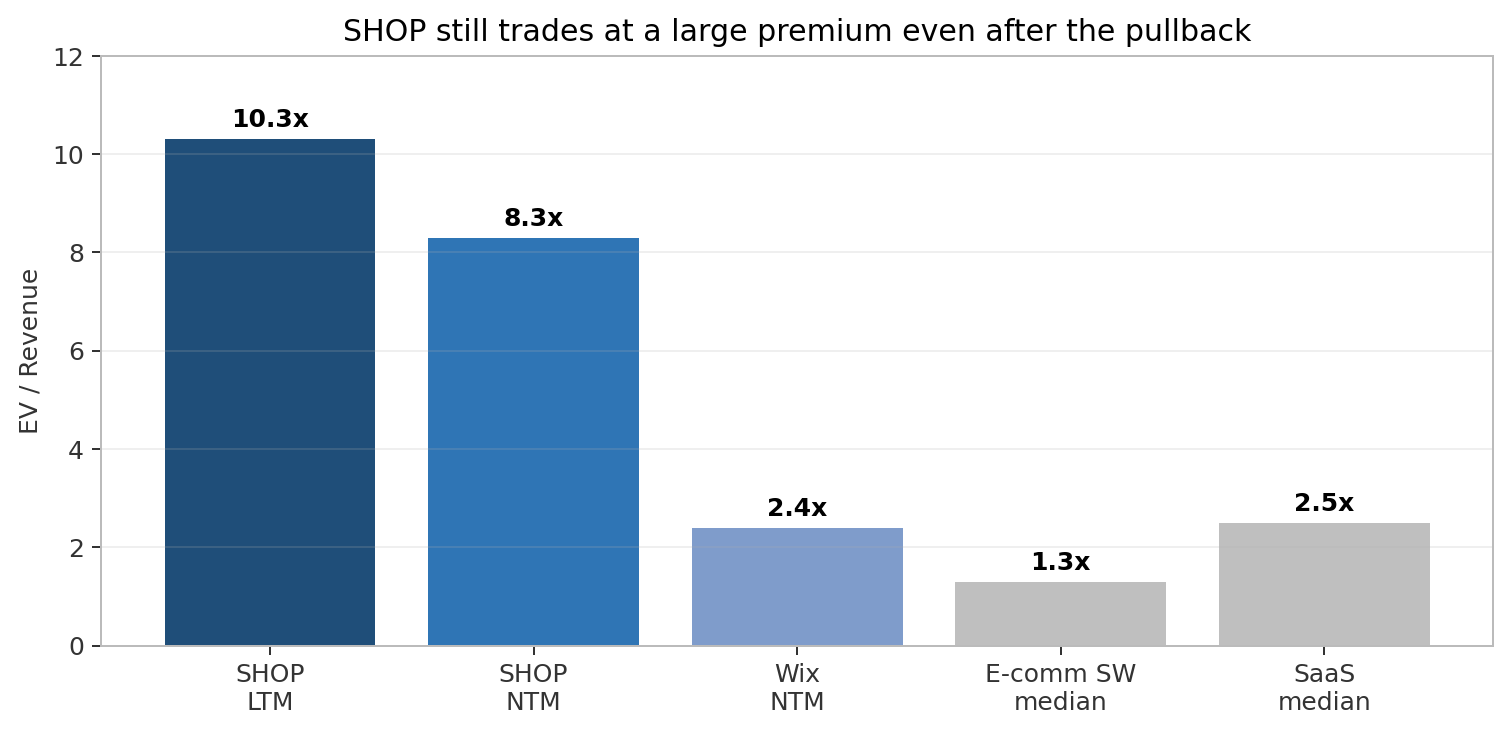 SHOP still trades at a large premium even after the pullback
EV / Revenue
12
10
8
6
4
2
0
10.3x
8.3x
2.4x
1.3x
2.5x
SHOP
LTM
SHOP
NTM
Wix
NTM
E-comm SW
median
SaaS
median